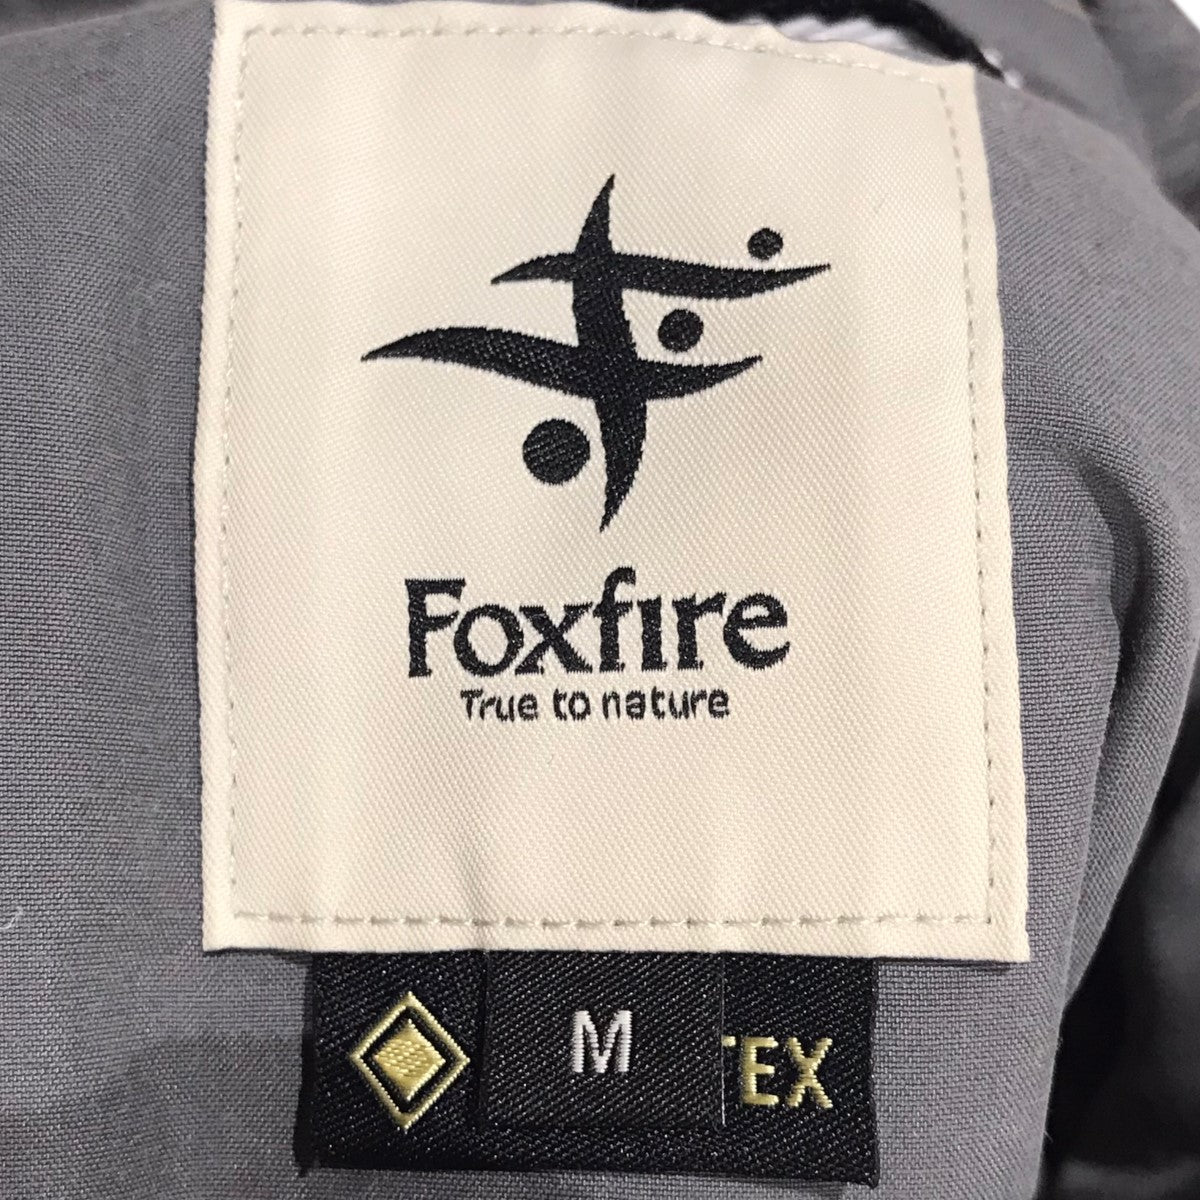 Foxfire
True to nature
M
TEX